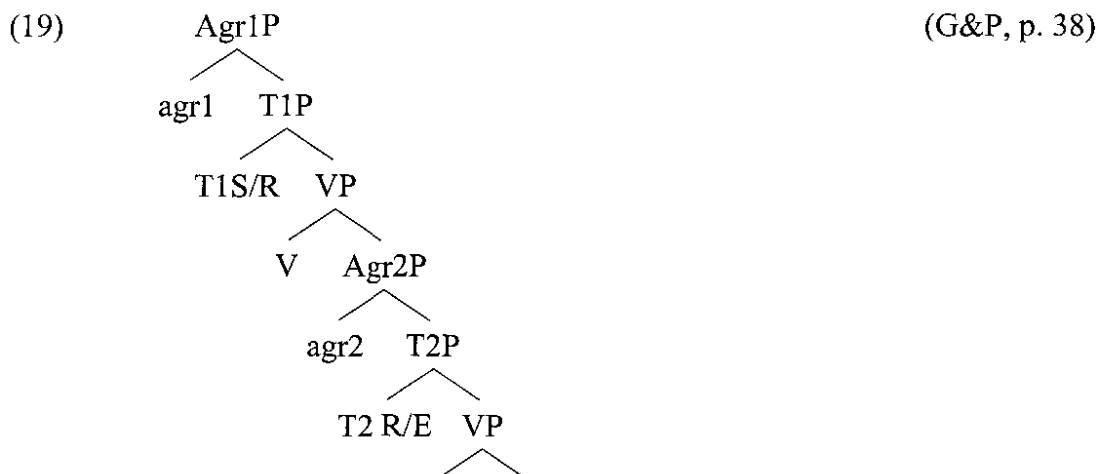 (19) Agr1P (G&P, p. 38)
agr1 T1P
T1S/R VP
V Agr2P
agr2 T2P
T2 R/E VP